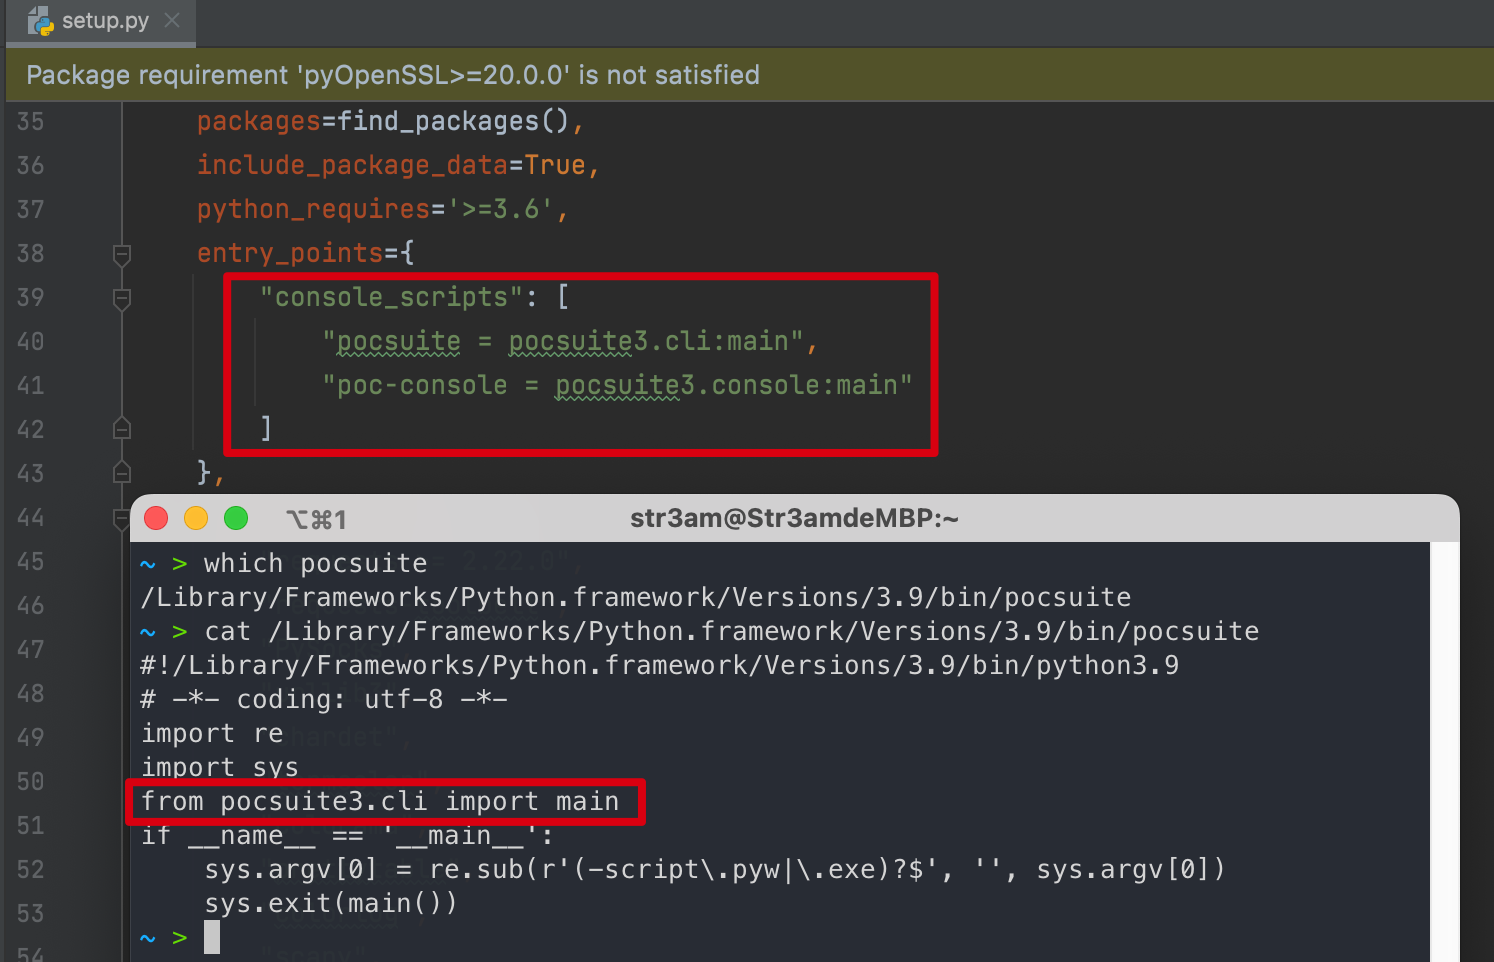 setup.py
Package requirement 'pyOpenSSL>=20.0.0' is not satisfied
35 packages=find_packages(),
36 include_package_data=True,
37 python_requires='>=3.6',
38 entry_points={
39 "console_scripts": [
40 "pocsuite = pocsuite3.cli:main",
41 "poc-console = pocsuite3.console:main"
42 ]
43 },
44
45
46
47
48
49
50
51
52
53
54
⌥⌘1 str3am@Str3amdeMBP:~
~ > which pocsuite
/Library/Frameworks/Python.framework/Versions/3.9/bin/pocsuite
~ > cat /Library/Frameworks/Python.framework/Versions/3.9/bin/pocsuite
#!/Library/Frameworks/Python.framework/Versions/3.9/bin/python3.9
# -*- coding: utf-8 -*-
import re
import sys
from pocsuite3.cli import main
if __name__ == '__main__':
sys.argv[0] = re.sub(r'(-script\.pyw|\.exe)?$', '', sys.argv[0])
sys.exit(main())
~ >